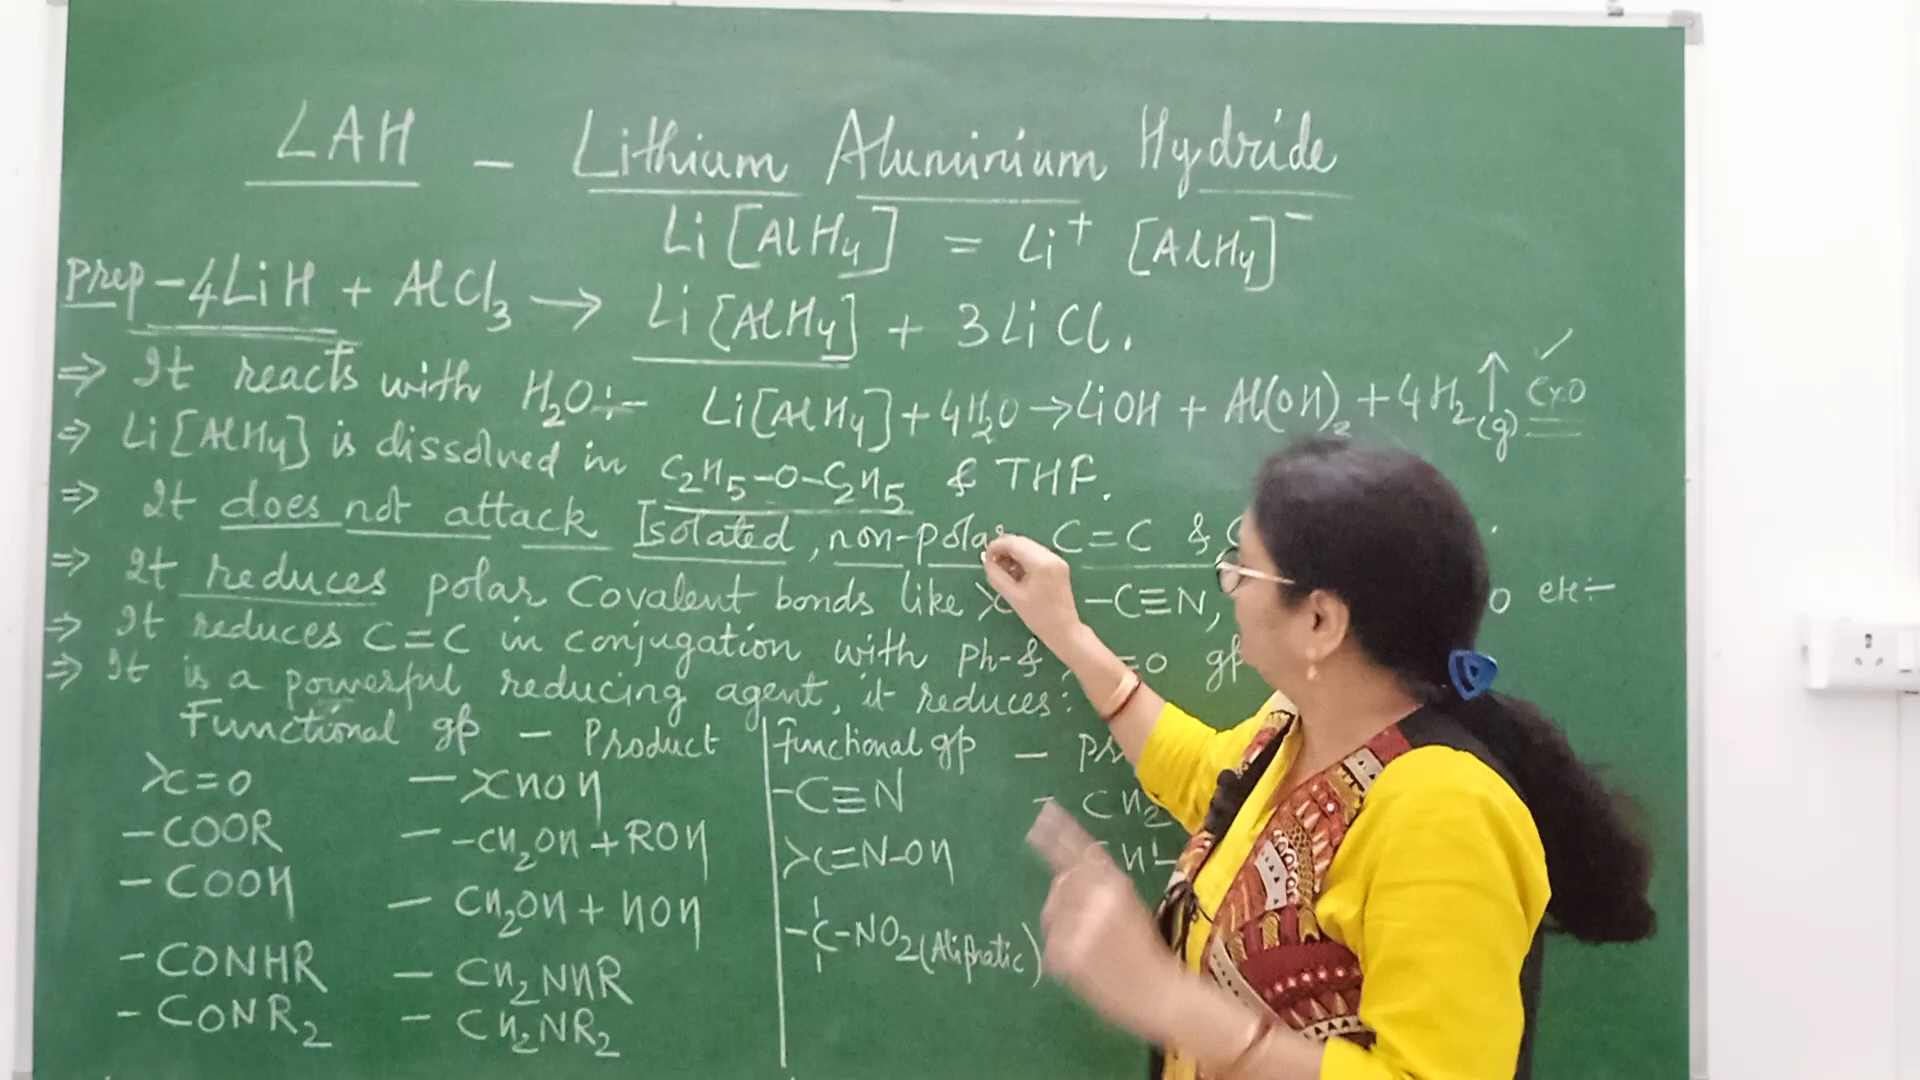 LAH - Lithium Aluminium Hydride
Li[AlH4] = Li+ [AlH4]-
Prep - 4LiH + AlCl3 → Li[AlH4] + 3LiCl.
⇒ It reacts with H2O:- Li[AlH4] + 4H2O → LiOH + Al(OH)2 + 4H2↑(g) Exo ✓
⇒ Li[AlH4] is dissolved in C2H5-O-C2H5 & THF.
⇒ It does not attack Isolated, non-polar C=C &
⇒ It reduces polar Covalent bonds like -C≡N, O etc:-
⇒ It reduces C=C in conjugation with Ph-& =O gp
⇒ It is a powerful reducing agent, it reduces:
Functional gp - Product
>C=O - >CHOH
-COOR - -CH2OH + ROH
-COOH - CH2OH + HOH
-CONHR - CH2NHR
-CONR2 - CH2NR2
Functional gp -
-C≡N - CH2
>C=N-OH
-C-NO2 (Aliphatic)